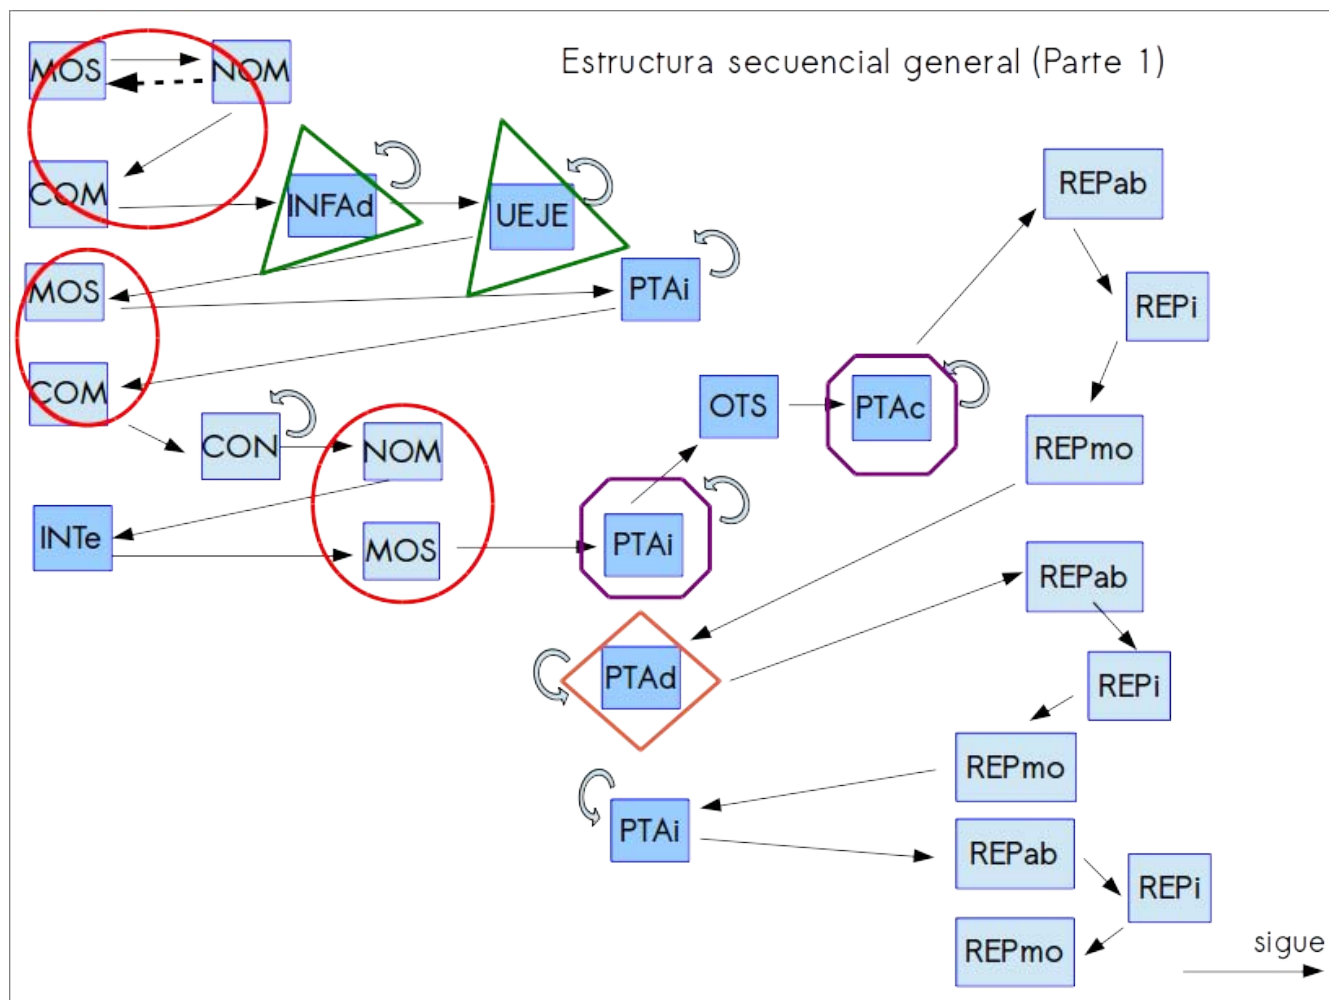 Estructura secuencial general (Parte 1)
MOS
NOM
COM
INFAd
UEJE
MOS
PTAi
COM
CON
NOM
INTe
MOS
PTAi
OTS
PTAc
REPab
REPi
REPmo
PTAd
REPab
REPi
REPmo
PTAi
REPab
REPi
REPmo
sigue